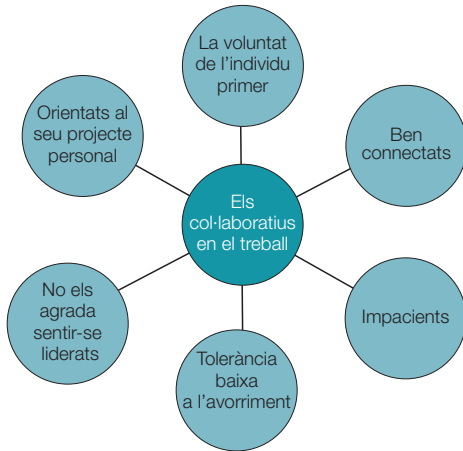 La voluntat
de l'individu
primer
Orientats al
seu projecte
personal
Ben
connectats
Els
col·laboratius
en el treball
No els
agrada
sentir-se
liderats
Impacients
Tolerància
baixa
a l'avorriment